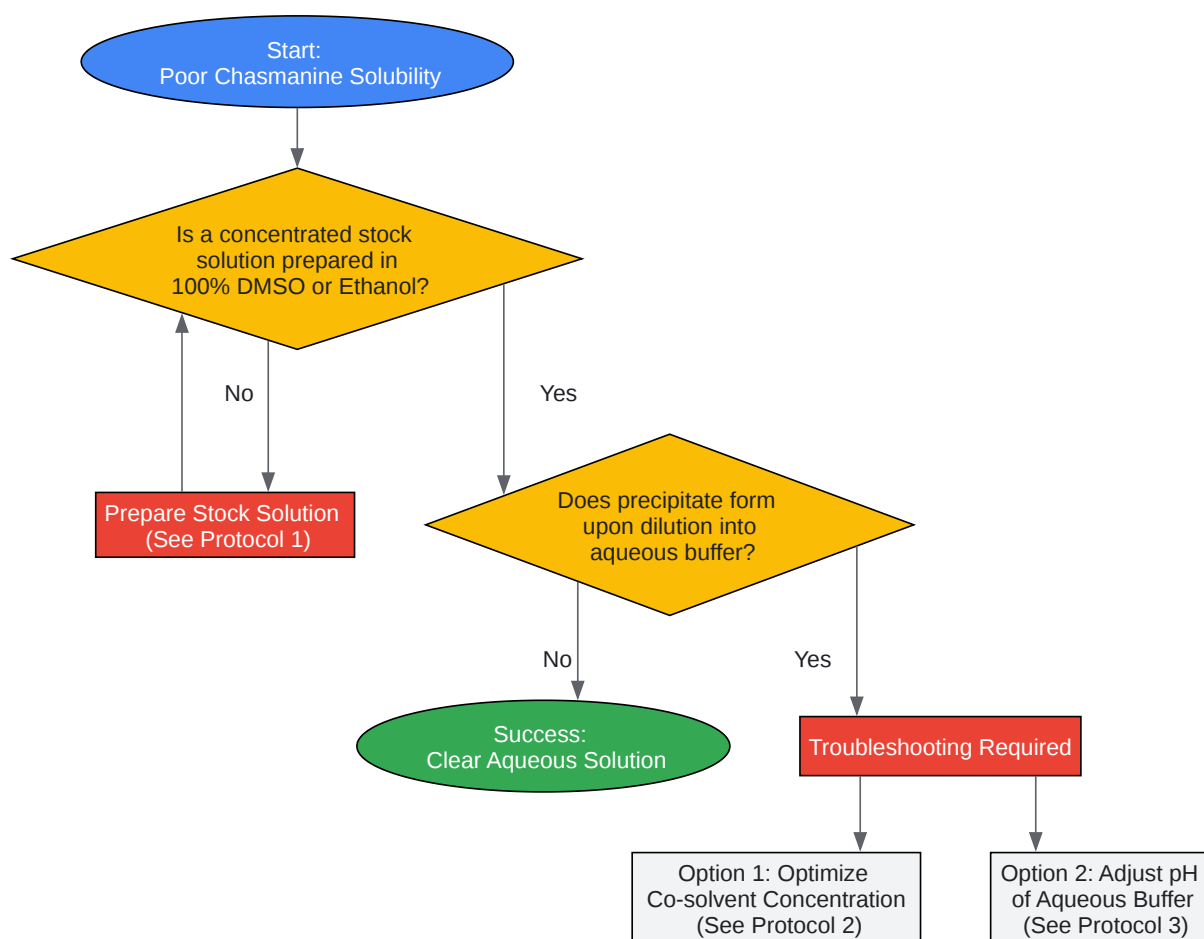 Start:
Poor Chasmanine Solubility
Is a concentrated stock
solution prepared in
100% DMSO or Ethanol?
No
Yes
Prepare Stock Solution
(See Protocol 1)
Does precipitate form
upon dilution into
aqueous buffer?
No
Yes
Success:
Clear Aqueous Solution
Troubleshooting Required
Option 1: Optimize
Co-solvent Concentration
(See Protocol 2)
Option 2: Adjust pH
of Aqueous Buffer
(See Protocol 3)